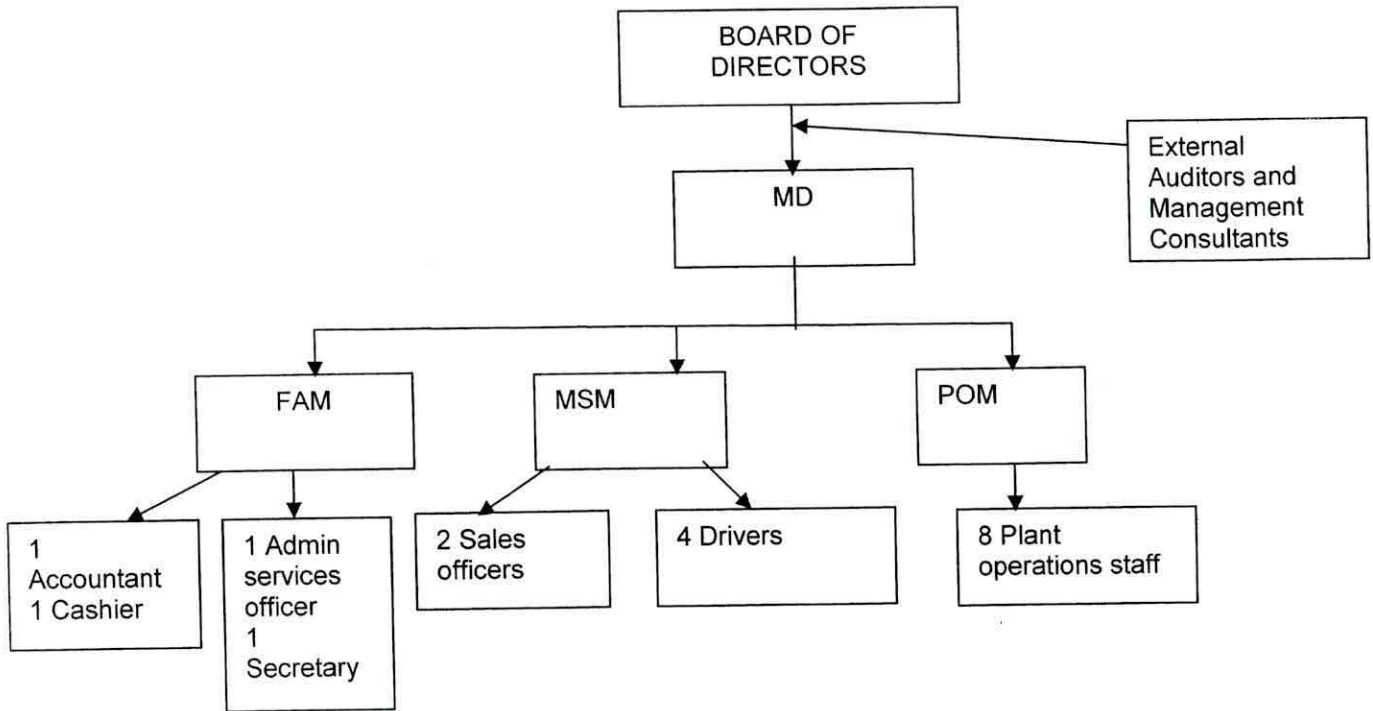 BOARD OF
DIRECTORS
External
Auditors and
Management
Consultants
MD
FAM
MSM
POM
1
Accountant
1 Cashier
1 Admin
services
officer
1
Secretary
2 Sales
officers
4 Drivers
8 Plant
operations staff